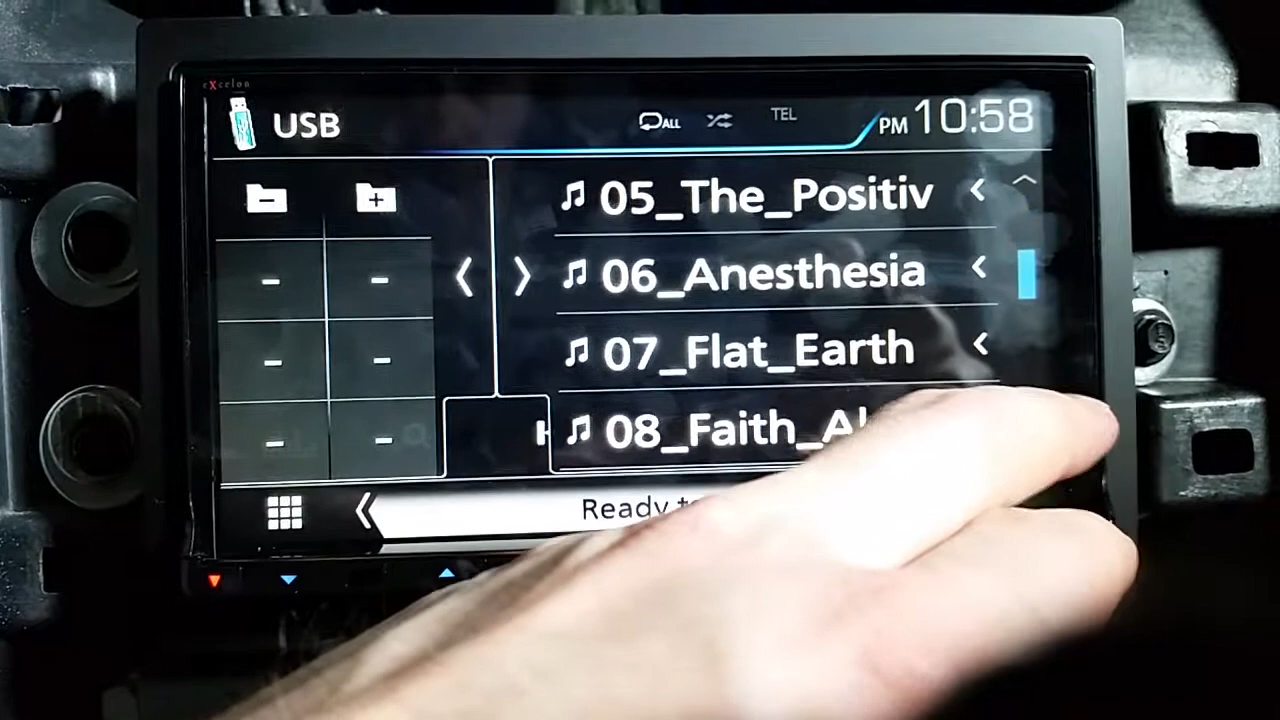 eXcelon
USB
ALL
TEL
PM 10:58
05_The_Positiv
06_Anesthesia
07_Flat_Earth
08_Faith_Al
Ready